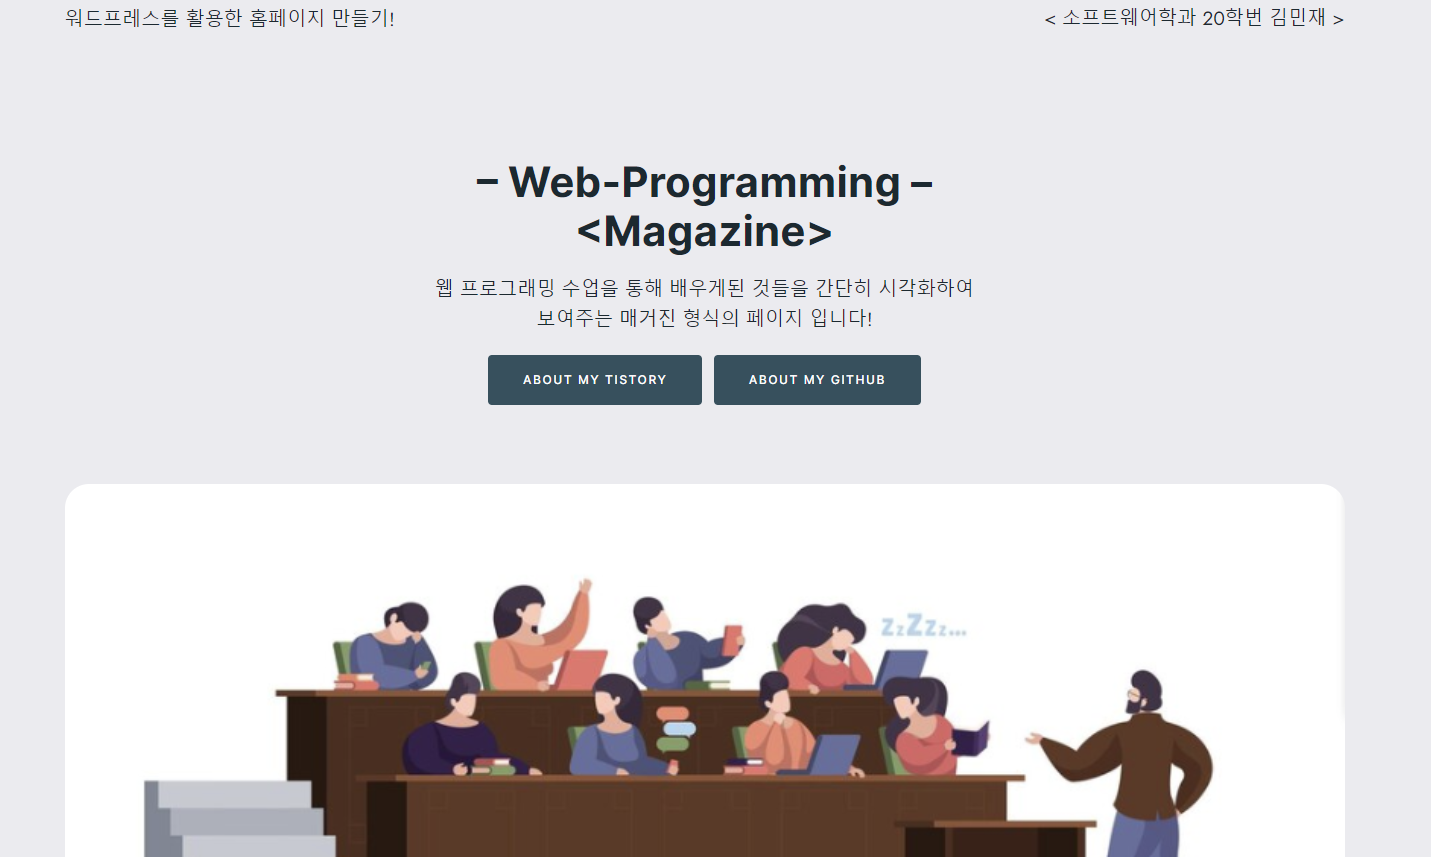 워드프레스를 활용한 홈페이지 만들기!
< 소프트웨어학과 20학번 김민재 >
– Web-Programming –
<Magazine>
웹 프로그래밍 수업을 통해 배우게된 것들을 간단히 시각화하여
보여주는 매거진 형식의 페이지 입니다!
ABOUT MY TISTORY
ABOUT MY GITHUB
ZzZzz...